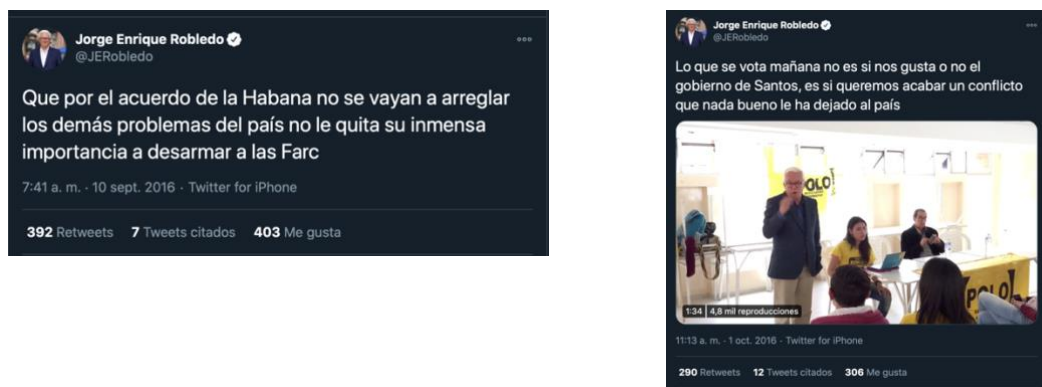 Jorge Enrique Robledo
@JERobledo
Que por el acuerdo de la Habana no se vayan a arreglar
los demás problemas del país no le quita su inmensa
importancia a desarmar a las Farc
7:41 a. m. · 10 sept. 2016 · Twitter for iPhone
392 Retweets 7 Tweets citados 403 Me gusta
Jorge Enrique Robledo
@JERobledo
Lo que se vota mañana no es si nos gusta o no el
gobierno de Santos, es si queremos acabar un conflicto
que nada bueno le ha dejado al país
POLO
POLO
1:34 4,8 mil reproducciones
11:13 a. m. · 1 oct. 2016 · Twitter for iPhone
290 Retweets 12 Tweets citados 306 Me gusta